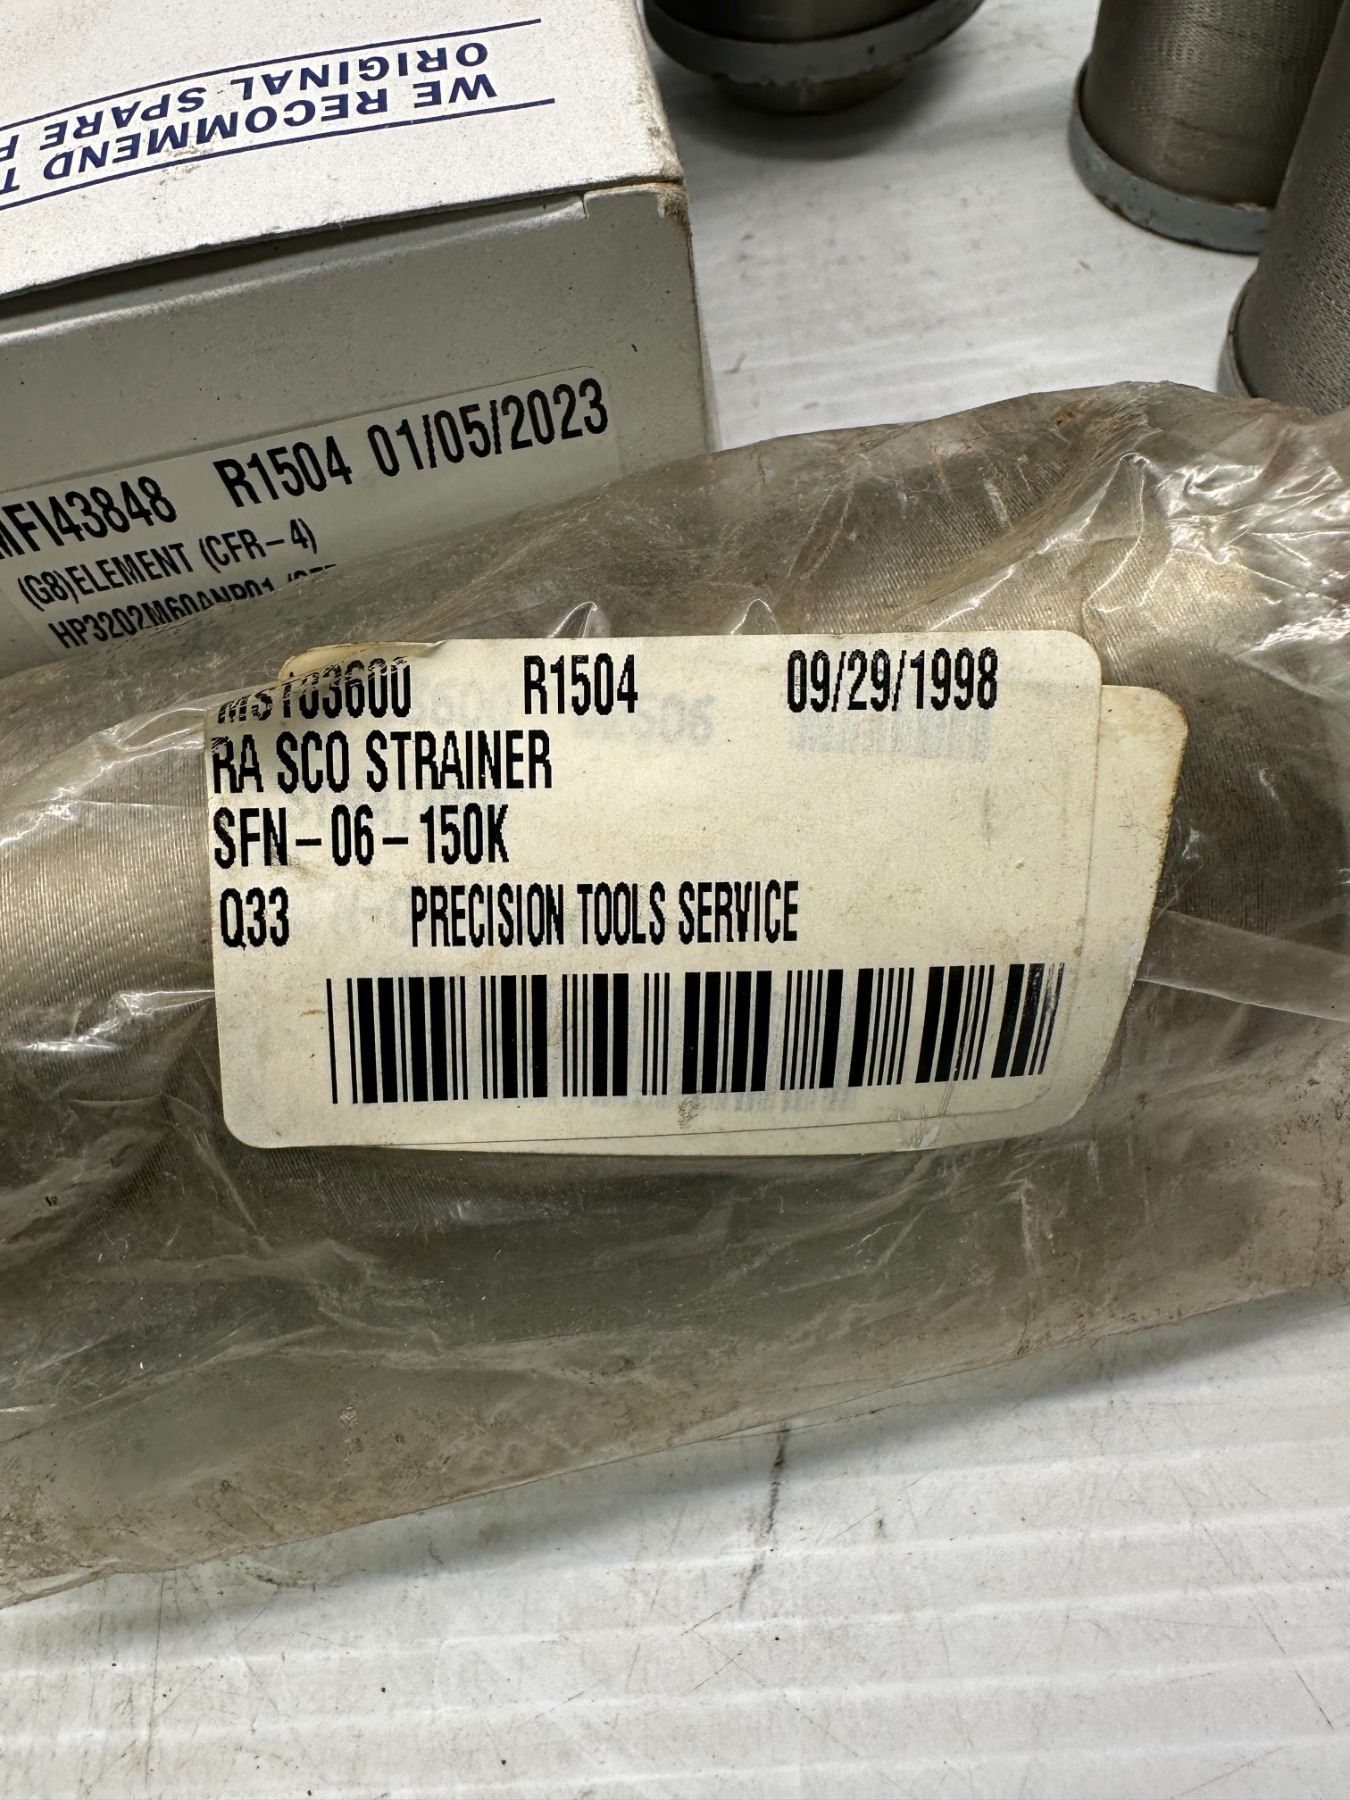 WE RECOMMEND
ORIGINAL SPARE
MFI43848 R1504 01/05/2023
(G8)ELEMENT (CFR-4)
HP3202M60ANP01
MST03600 R1504 09/29/1998
RA SCO STRAINER
SFN-06-150K
Q33 PRECISION TOOLS SERVICE